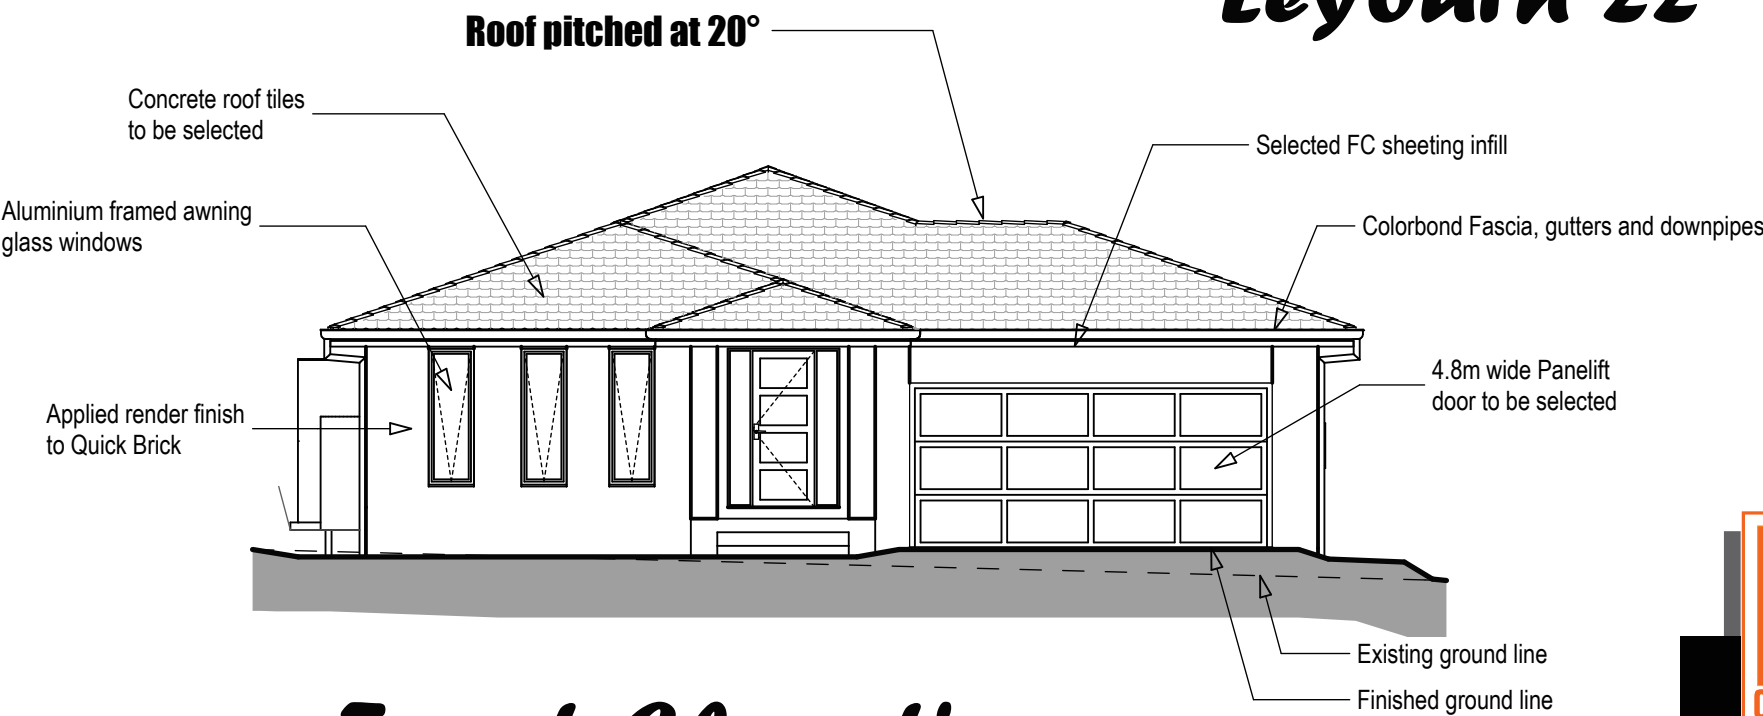 Leyburn 22
Roof pitched at 20°
Concrete roof tiles
to be selected
Selected FC sheeting infill
Aluminium framed awning
glass windows
Colorbond Fascia, gutters and downpipes
4.8m wide Panelift
door to be selected
Applied render finish
to Quick Brick
Existing ground line
Finished ground line